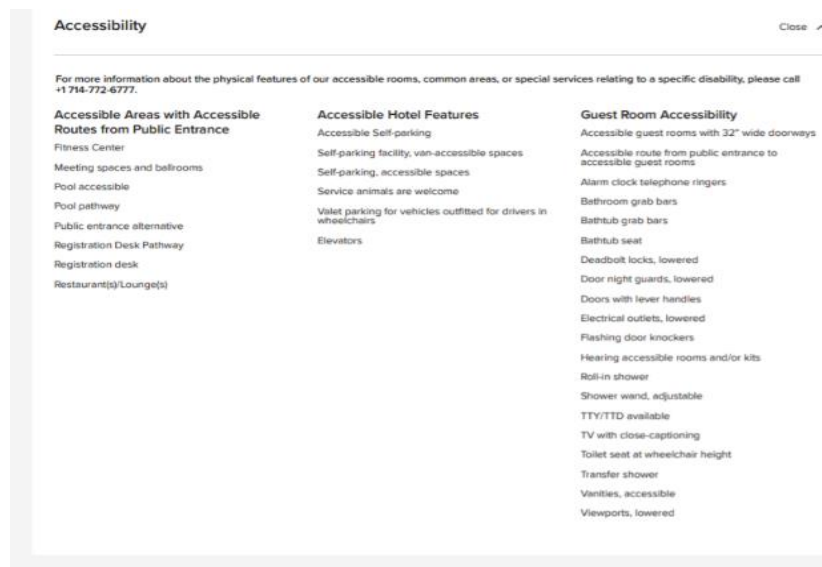 Accessibility
Close
For more information about the physical features of our accessible rooms, common areas, or special services relating to a specific disability, please call
+1 714-772-6777.
Accessible Areas with Accessible
Routes from Public Entrance
Fitness Center
Meeting spaces and ballrooms
Pool accessible
Pool pathway
Public entrance alternative
Registration Desk Pathway
Registration desk
Restaurant(s)/Lounge(s)
Accessible Hotel Features
Accessible Self-parking
Self-parking facility, van-accessible spaces
Self-parking, accessible spaces
Service animals are welcome
Valet parking for vehicles outfitted for drivers in
wheelchairs
Elevators
Guest Room Accessibility
Accessible guest rooms with 32" wide doorways
Accessible route from public entrance to
accessible guest rooms
Alarm clock telephone ringers
Bathroom grab bars
Bathtub grab bars
Bathtub seat
Deadbolt locks, lowered
Door night guards, lowered
Doors with lever handles
Electrical outlets, lowered
Flashing door knockers
Hearing accessible rooms and/or kits
Roll-in shower
Shower wand, adjustable
TTY/TTD available
TV with close-captioning
Toilet seat at wheelchair height
Transfer shower
Vanities, accessible
Viewports, lowered